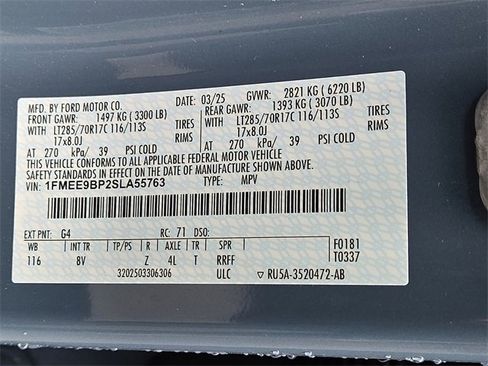 MFD. BY FORD MOTOR CO.
DATE: 03/25 GVWR: 2821 KG ( 6220 LB)
FRONT GAWR: 1497 KG ( 3300 LB) REAR GAWR: 1393 KG ( 3070 LB)
WITH LT285/70R17C 116/113S TIRES WITH LT285/70R17C 116/113S TIRES
17x8.0J RIMS 17x8.0J RIMS
AT 270 kPa/ 39 PSI COLD AT 270 kPa/ 39 PSI COLD
THIS VEHICLE CONFORMS TO ALL APPLICABLE FEDERAL MOTOR VEHICLE
SAFETY STANDARDS IN EFFECT ON THE DATE OF MANUFACTURE SHOWN ABOVE.
VIN: 1FMEE9BP2SLA55763 TYPE: MPV
EXT PNT: G4 RC: 71 DSO: F0181
WB INT TR TP/PS R AXLE TR SPR T0337
116 8V Z 4L T RRFF
3202503306306 ULC RU5A-3520472-AB